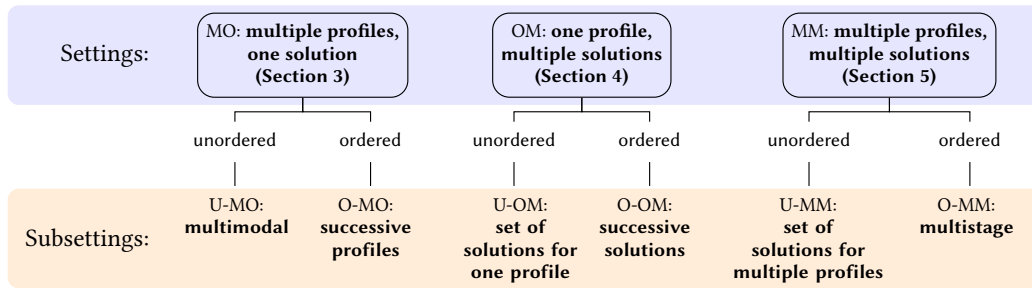 Settings:
MO: multiple profiles,
one solution
(Section 3)
OM: one profile,
multiple solutions
(Section 4)
MM: multiple profiles,
multiple solutions
(Section 5)
unordered
ordered
unordered
ordered
unordered
ordered
Subsettings:
U-MO:
multimodal
O-MO:
successive
profiles
U-OM:
set of
solutions for
one profile
O-OM:
successive
solutions
U-MM:
set of
solutions for
multiple profiles
O-MM:
multistage